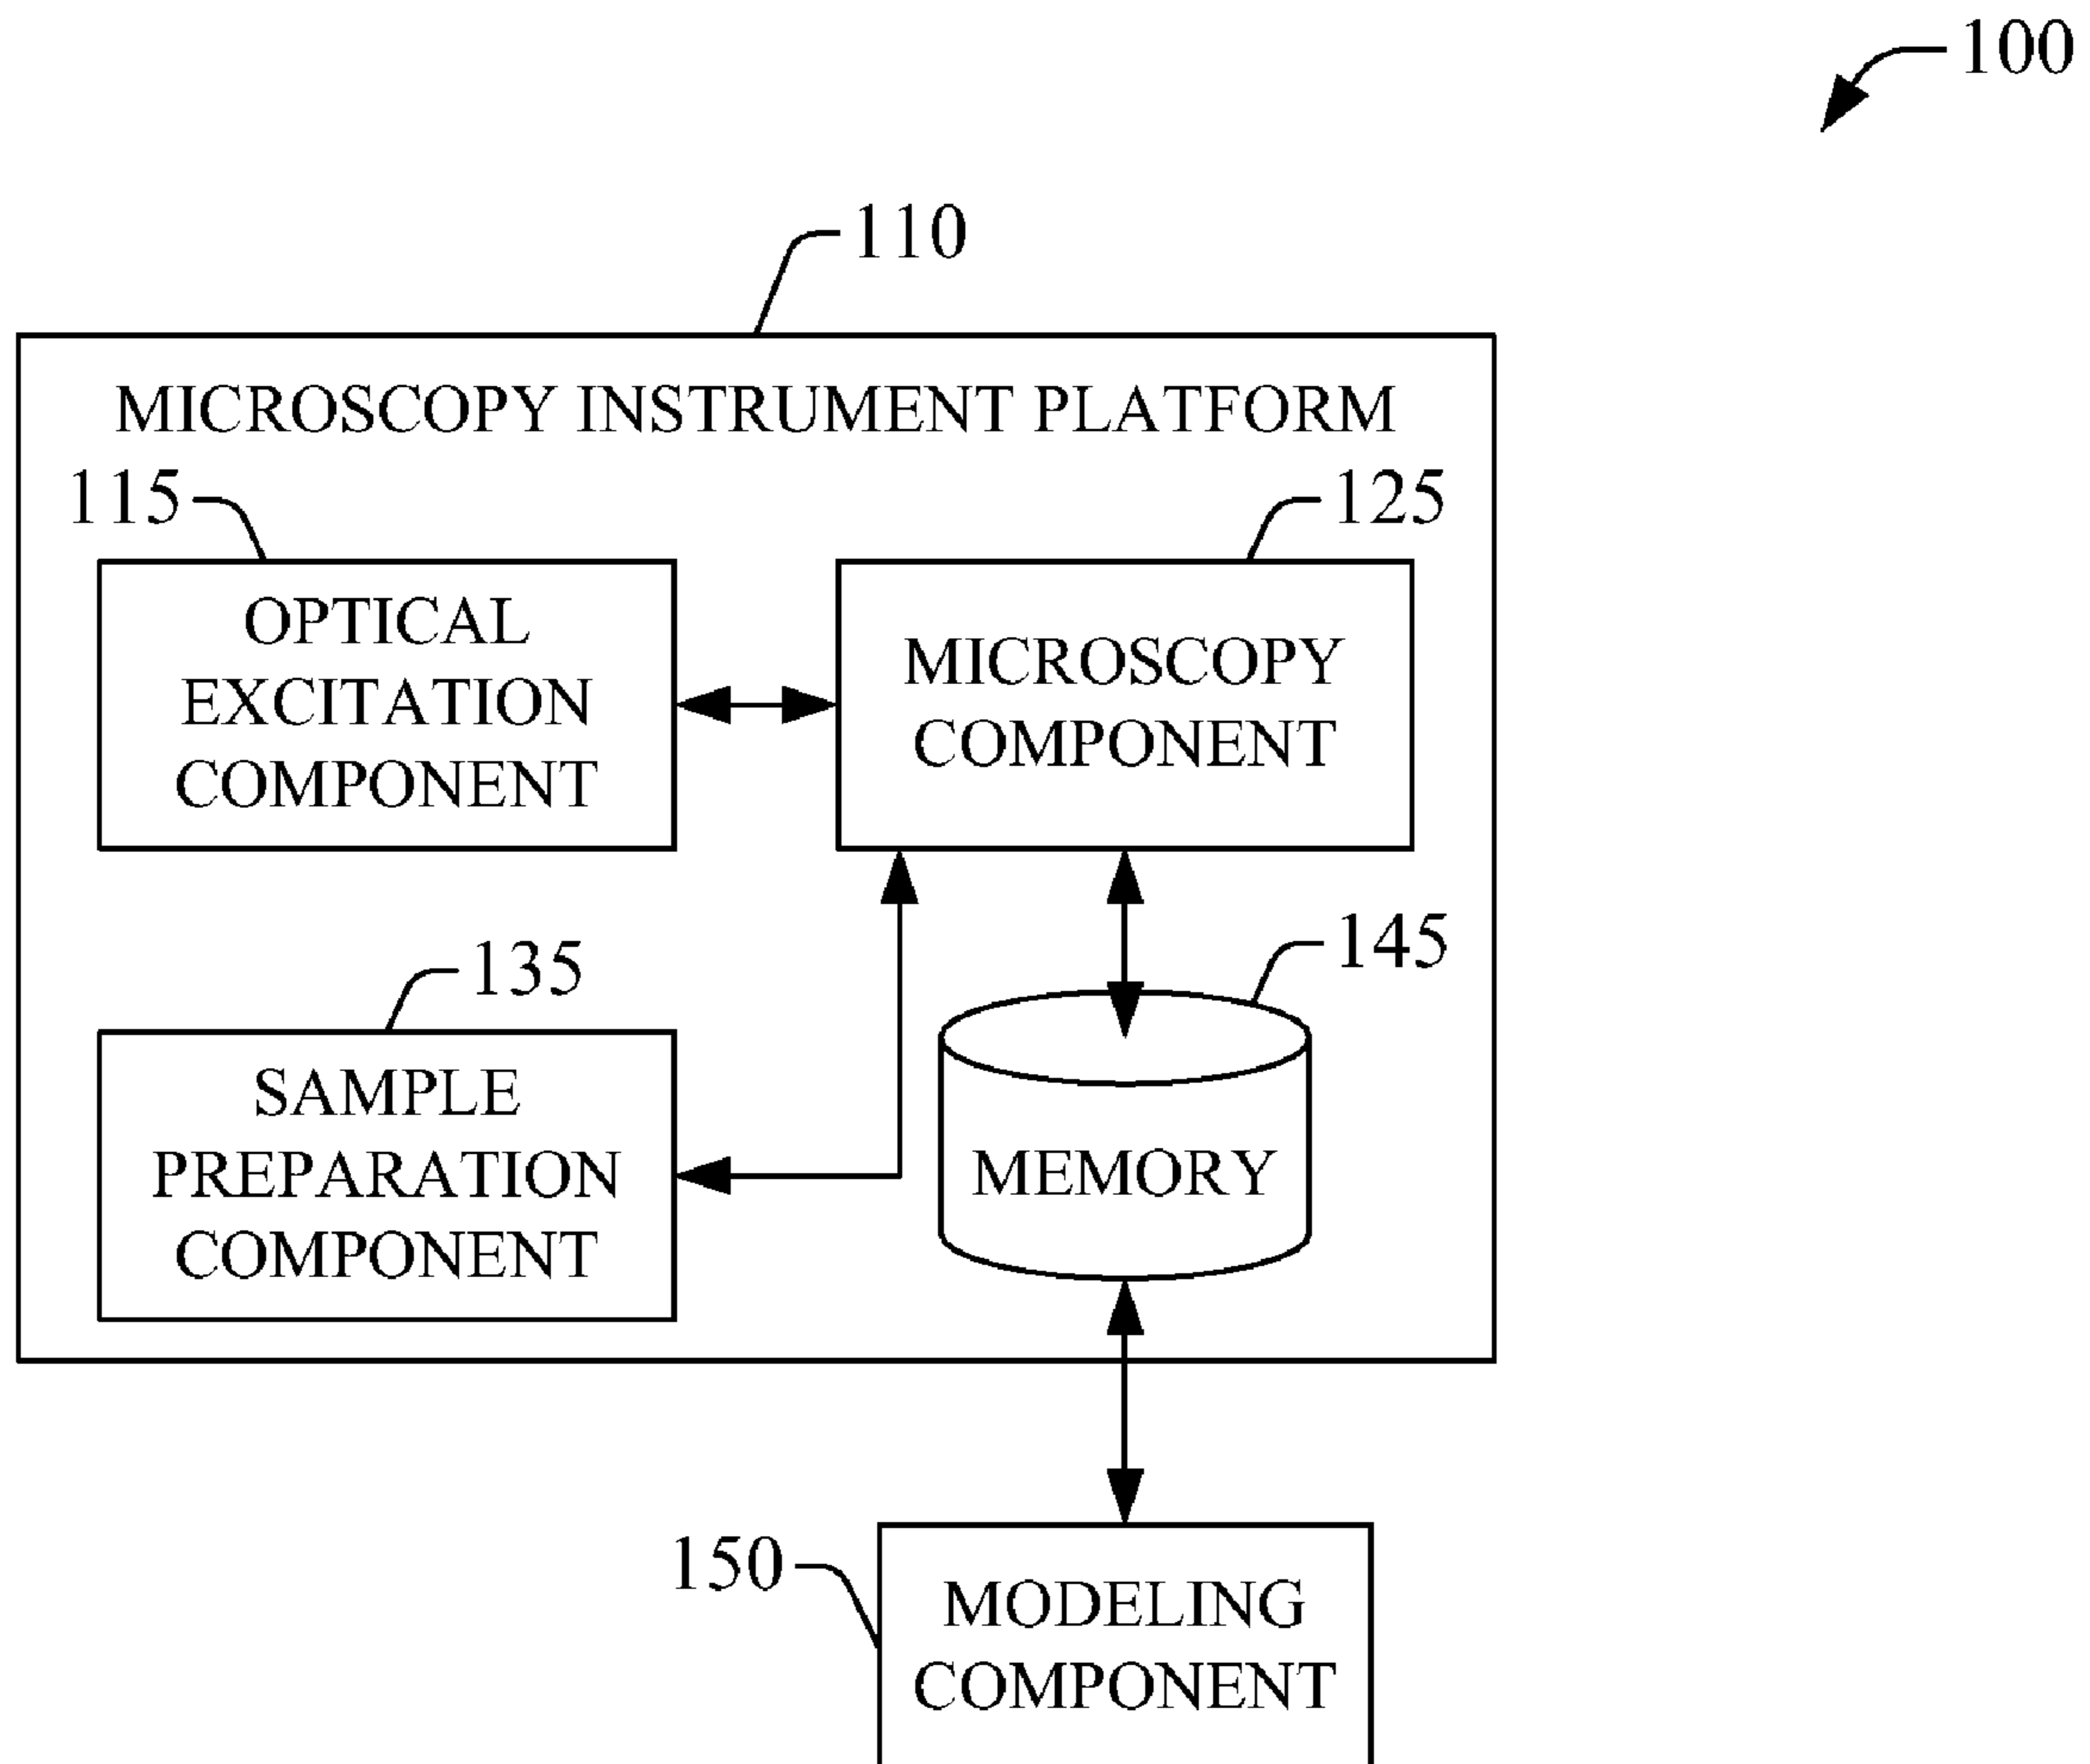 100
110
MICROSCOPY INSTRUMENT PLATFORM
115
125
OPTICAL
EXCITATION
COMPONENT
MICROSCOPY
COMPONENT
135
145
SAMPLE
PREPARATION
COMPONENT
MEMORY
150
MODELING
COMPONENT